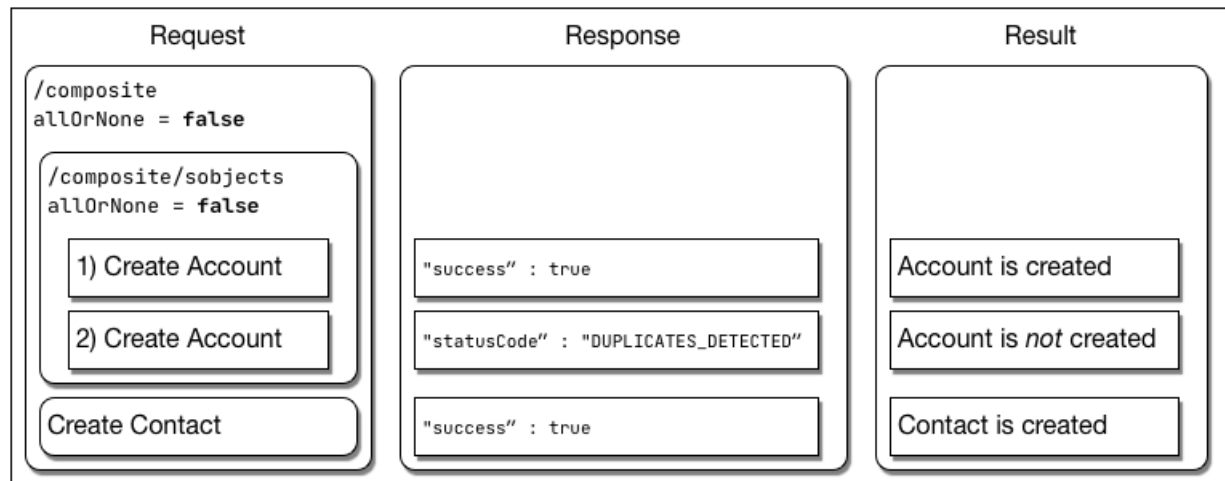 Request
Response
Result
/composite
allOrNone = false
/composite/sobjects
allOrNone = false
1) Create Account
"success” : true
Account is created
2) Create Account
"statusCode” : "DUPLICATES_DETECTED”
Account is not created
Create Contact
"success” : true
Contact is created